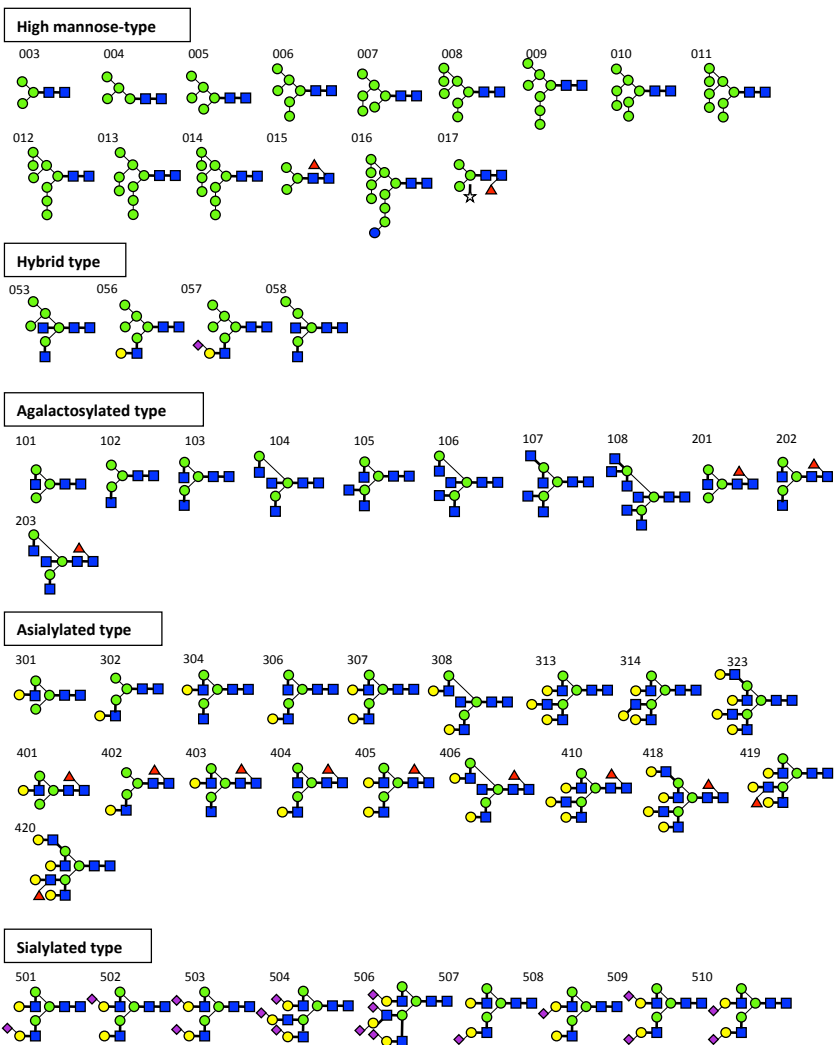 High mannose-type
003 004 005 006 007 008 009 010 011
012 013 014 015 016 017
Hybrid type
053 056 057 058
Agalactosylated type
101 102 103 104 105 106 107 108 201 202
203
Asialylated type
301 302 304 306 307 308 313 314 323
401 402 403 404 405 406 410 418 419
420
Sialylated type
501 502 503 504 506 507 508 509 510